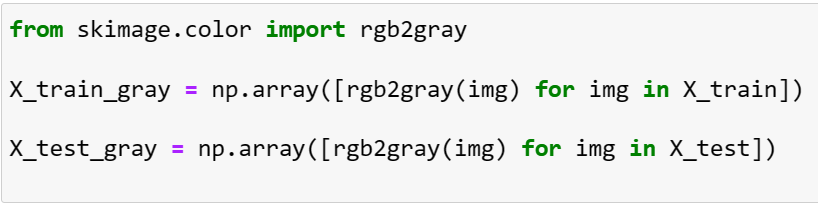 from skimage.color import rgb2gray
X_train_gray = np.array([rgb2gray(img) for img in X_train])
X_test_gray = np.array([rgb2gray(img) for img in X_test])